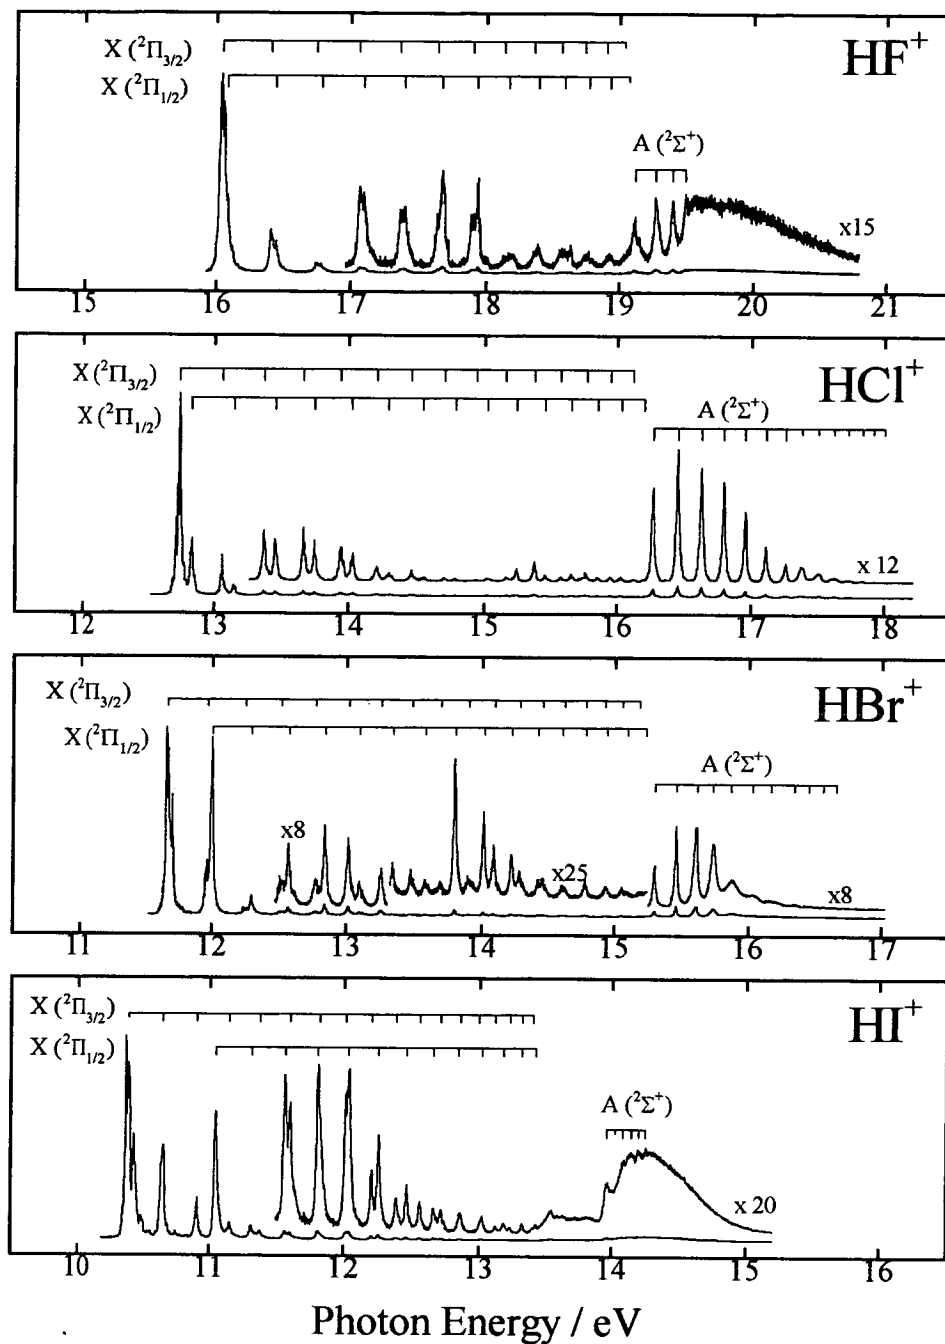 X (²Π₃/₂)
HF⁺
X (²Π₁/₂)
A (²Σ⁺)
x15
15 16 17 18 19 20 21
X (²Π₃/₂)
HCl⁺
X (²Π₁/₂)
A (²Σ⁺)
x 12
12 13 14 15 16 17 18
X (²Π₃/₂)
HBr⁺
X (²Π₁/₂)
A (²Σ⁺)
x8
x25
x8
11 12 13 14 15 16 17
X (²Π₃/₂)
HI⁺
X (²Π₁/₂)
A (²Σ⁺)
x 20
10 11 12 13 14 15 16
Photon Energy / eV